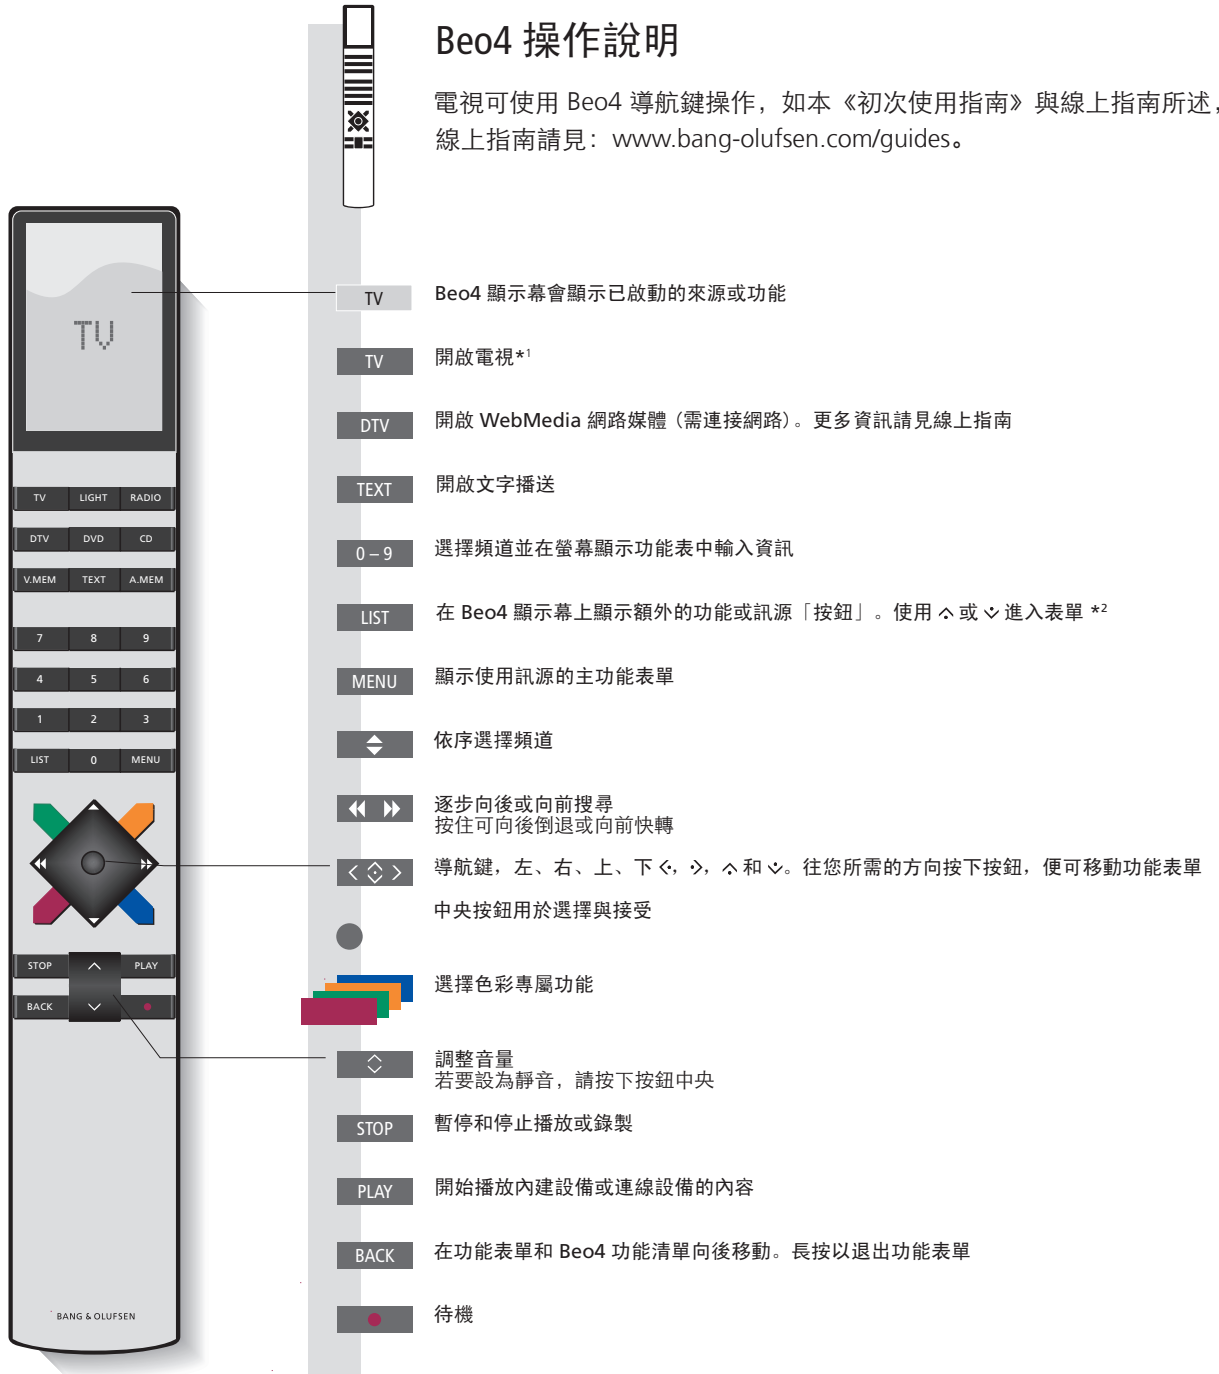 Beo4 操作說明
電視可使用 Beo4 導航鍵操作，如本《初次使用指南》與線上指南所述，
線上指南請見：www.bang-olufsen.com/guides。
TV
TV LIGHT RADIO
DTV DVD CD
V.MEM TEXT A.MEM
7 8 9
4 5 6
1 2 3
LIST 0 MENU
STOP PLAY
BACK
BANG & OLUFSEN
TV Beo4 顯示幕會顯示已啟動的來源或功能
TV 開啟電視*1
DTV 開啟 WebMedia 網路媒體（需連接網路）。更多資訊請見線上指南
TEXT 開啟文字播送
0 – 9 選擇頻道並在螢幕顯示功能表中輸入資訊
LIST 在 Beo4 顯示幕上顯示額外的功能或訊源「按鈕」。使用 或 進入表單 *2
MENU 顯示使用訊源的主功能表單
依序選擇頻道
逐步向後或向前搜尋
按住可向後倒退或向前快轉
導航鍵，左、右、上、下 ，，和 。往您所需的方向按下按鈕，便可移動功能表單
中央按鈕用於選擇與接受
選擇色彩專屬功能
調整音量
若要設為靜音，請按下按鈕中央
STOP 暫停和停止播放或錄製
PLAY 開始播放內建設備或連線設備的內容
BACK 在功能表單和 Beo4 功能清單向後移動。長按以退出功能表單
待機